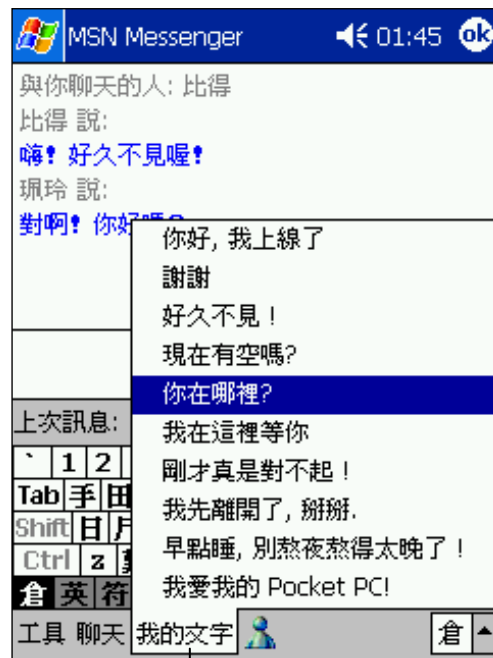 MSN Messenger 01:45 ok
與你聊天的人: 比得
比得 說:
嗨! 好久不見喔!
珮玲 說:
對啊! 你好嗎?
你好, 我上線了
謝謝
好久不見!
現在有空嗎?
你在哪裡?
我在這裡等你
剛才真是對不起!
我先離開了, 掰掰.
早點睡, 別熬夜熬得太晚了!
我愛我的 Pocket PC!
上次訊息:
` 1 2
Tab 手 田
Shift 日 尸
Ctrl z
倉 英 符
工具 聊天 我的文字 倉